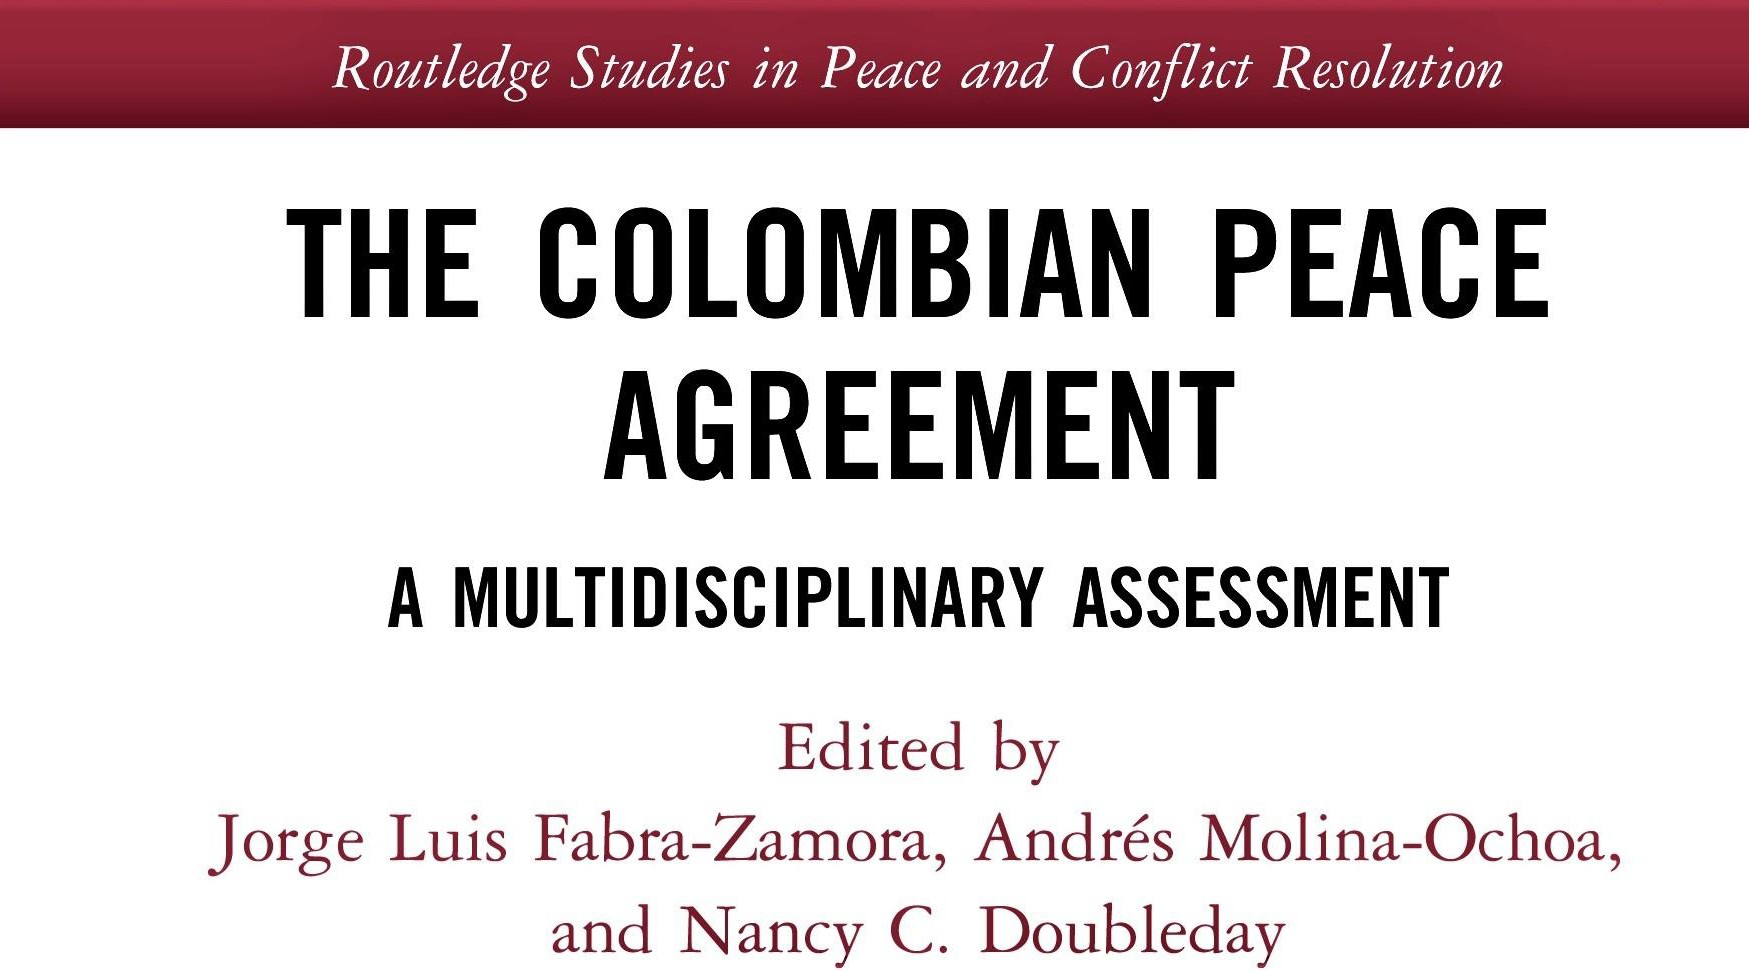 Routledge Studies in Peace and Conflict Resolution
THE COLOMBIAN PEACE
AGREEMENT
A MULTIDISCIPLINARY ASSESSMENT
Edited by
Jorge Luis Fabra-Zamora, Andrés Molina-Ochoa,
and Nancy C. Doubleday